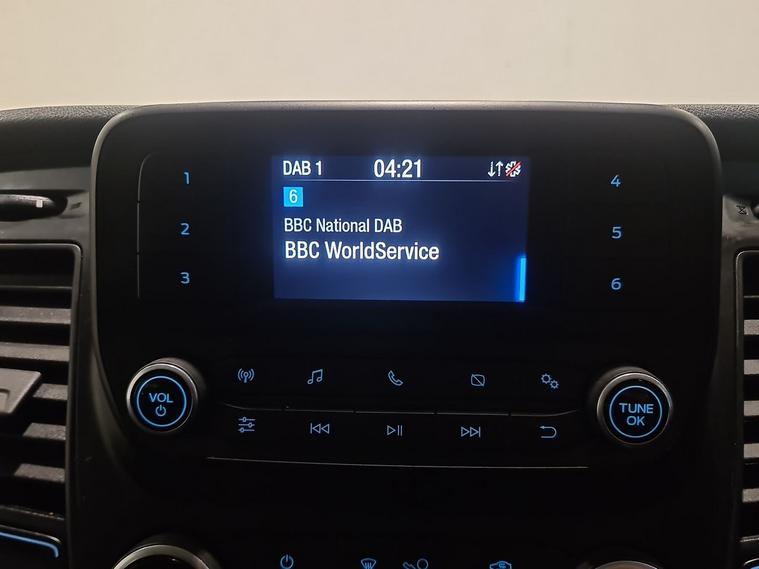 DAB 1 04:21
6
BBC National DAB
BBC WorldService
1
2
3
4
5
6
VOL
TUNE
OK